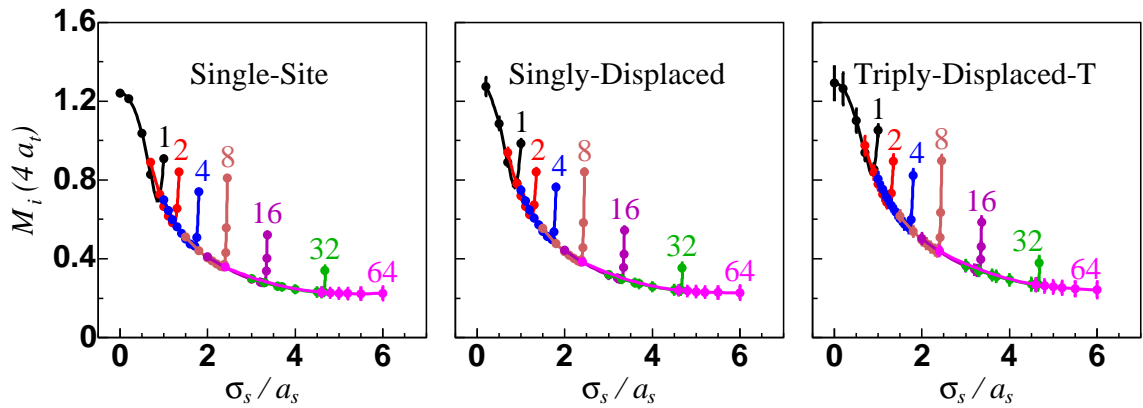 1.6
1.2
0.8
0.4
0
M_i (4 a_t)
Single-Site
1
2
4
8
16
32
64
0 2 4 6
σ_s / a_s
Singly-Displaced
1
2
4
8
16
32
64
0 2 4 6
σ_s / a_s
Triply-Displaced-T
1
2
4
8
16
32
64
0 2 4 6
σ_s / a_s